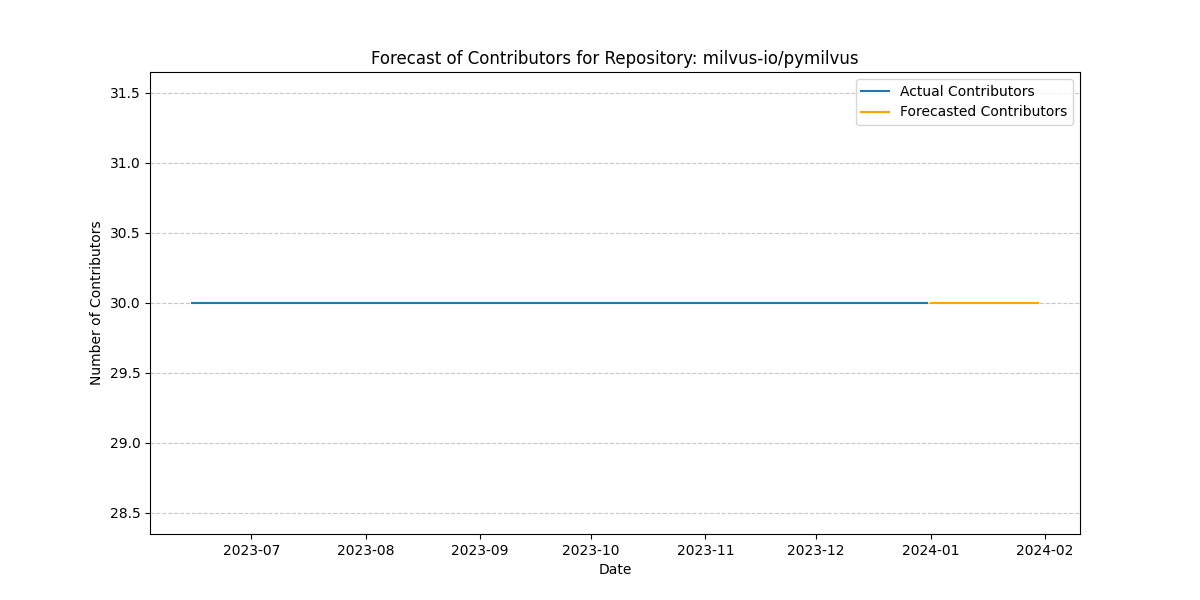 Forecast of Contributors for Repository: milvus-io/pymilvus
Actual Contributors
Forecasted Contributors
Number of Contributors
31.5
31.0
30.5
30.0
29.5
29.0
28.5
2023-07 2023-08 2023-09 2023-10 2023-11 2023-12 2024-01 2024-02
Date